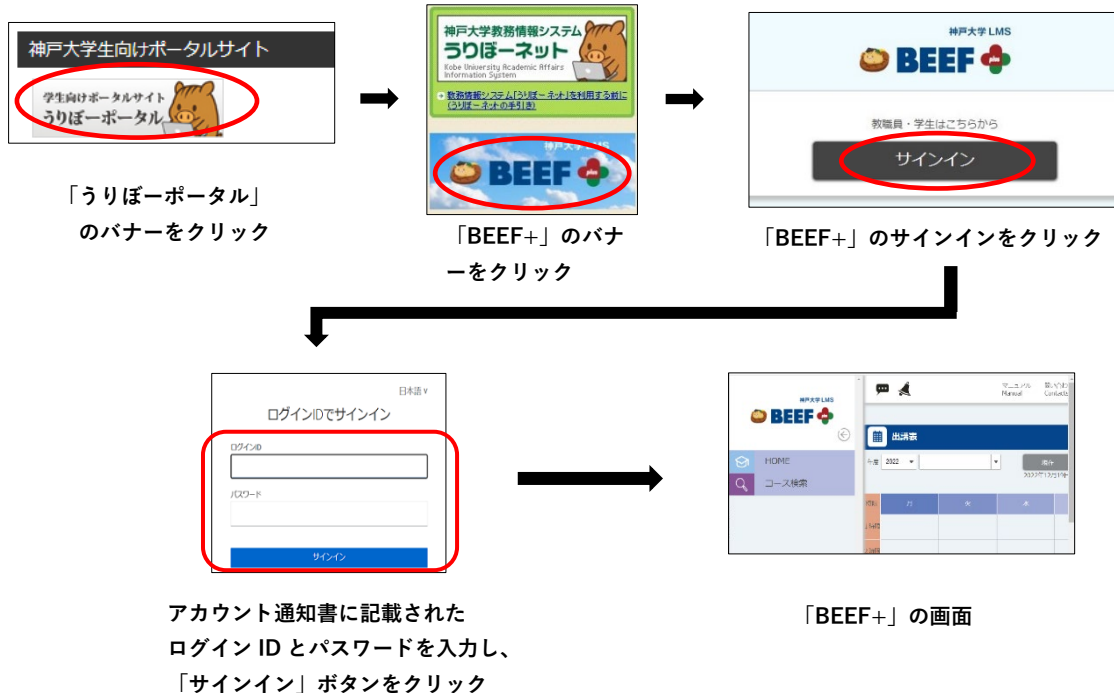 神戸大学生向けポータルサイト
学生向けポータルサイト
うりぼーポータル
「うりぼーポータル」
のバナーをクリック
神戸大学教務情報システム
うりぼーネット
Kobe University Academic Affairs
Information System
教務情報システム「うりぼーネット」を利用する前に
(うりぼーネットの手引き)
神戸大学 LMS
BEEF
「BEEF+」のバナ
ーをクリック
神戸大学 LMS
BEEF
教職員・学生はこちらから
サインイン
「BEEF+」のサインインをクリック
日本語
ログインIDでサインイン
ログインID
パスワード
サインイン
アカウント通知書に記載された
ログイン ID とパスワードを入力し、
「サインイン」ボタンをクリック
神戸大学 LMS
BEEF
HOME
コース検索
マニュアル
Manual
Contacts
年度 2022
月
火
水
「BEEF+」の画面